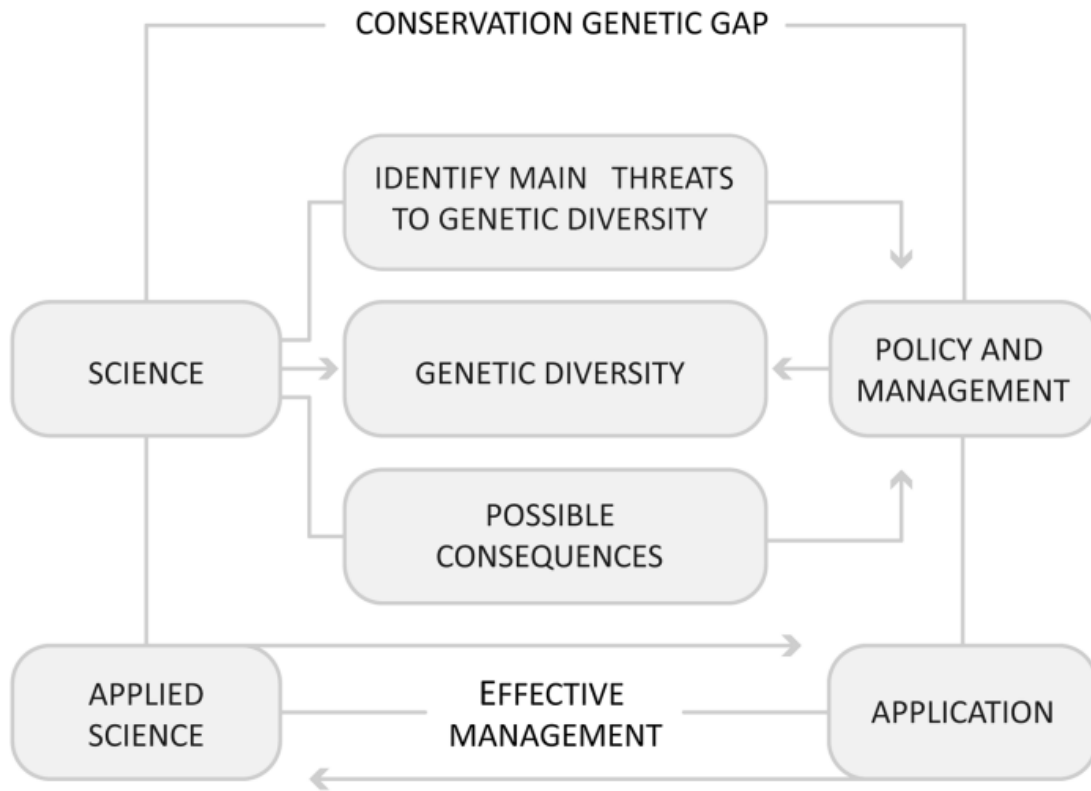 CONSERVATION GENETIC GAP
IDENTIFY MAIN THREATS
TO GENETIC DIVERSITY
SCIENCE
GENETIC DIVERSITY
POLICY AND
MANAGEMENT
POSSIBLE
CONSEQUENCES
APPLIED
SCIENCE
EFFECTIVE
MANAGEMENT
APPLICATION